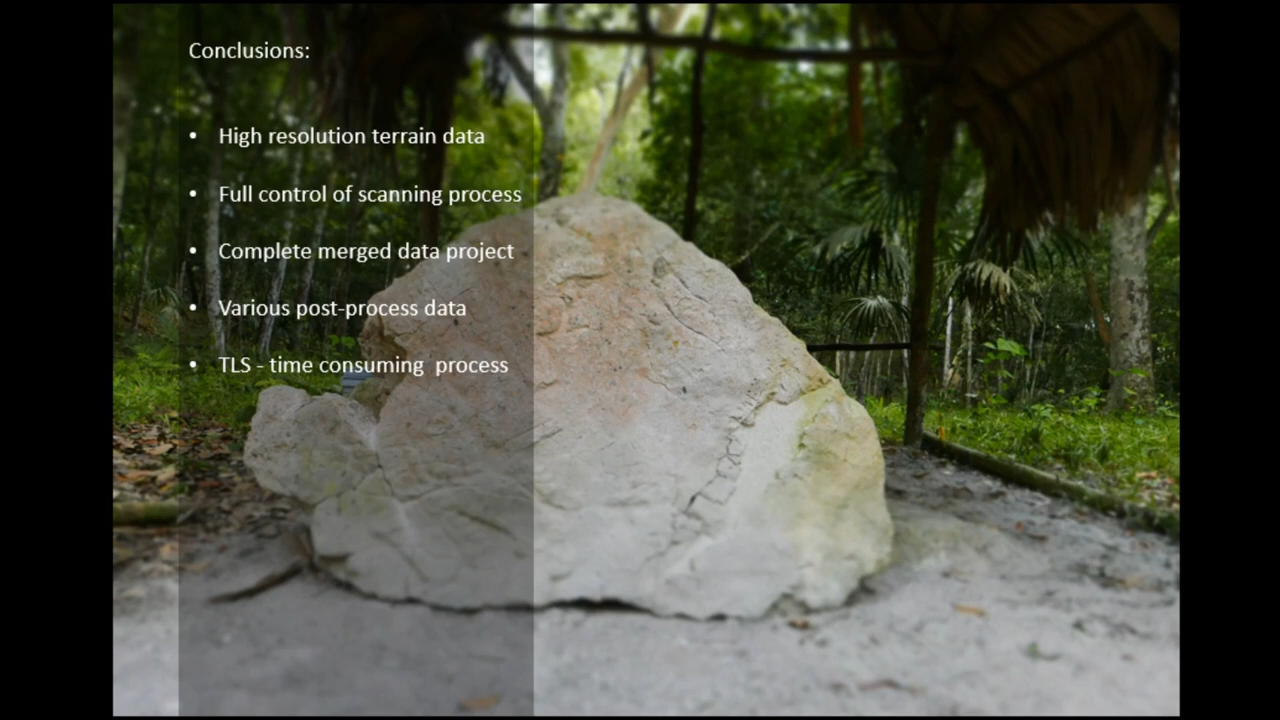 Conclusions:
• High resolution terrain data
• Full control of scanning process
• Complete merged data project
• Various post-process data
• TLS - time consuming  process